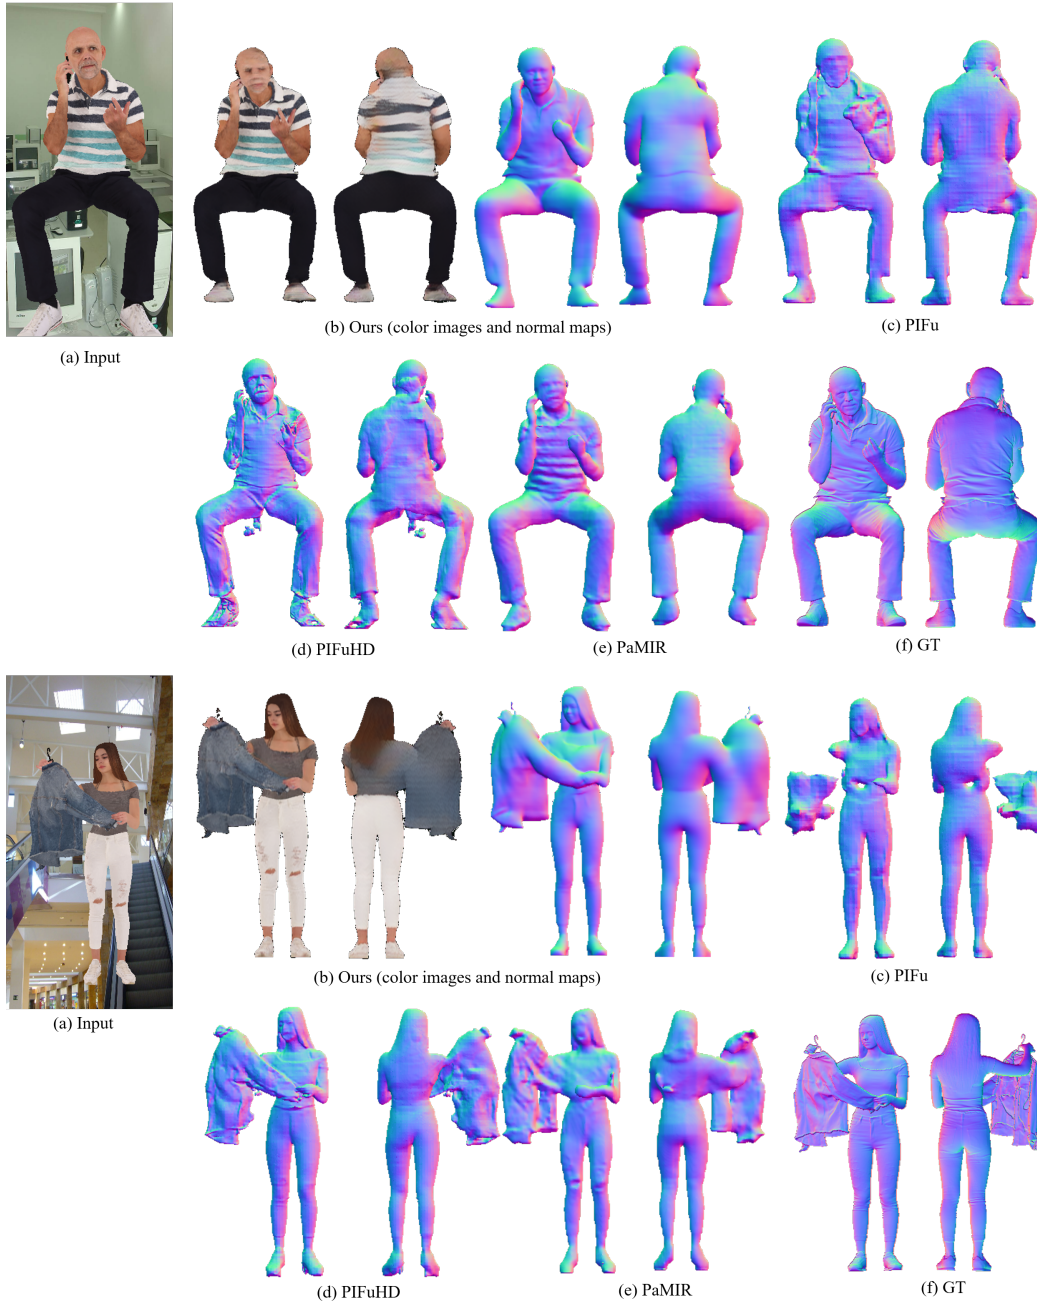 (b) Ours (color images and normal maps)
(c) PIFu
(a) Input
(d) PIFuHD
(e) PaMIR
(f) GT
(b) Ours (color images and normal maps)
(c) PIFu
(a) Input
(d) PIFuHD
(e) PaMIR
(f) GT